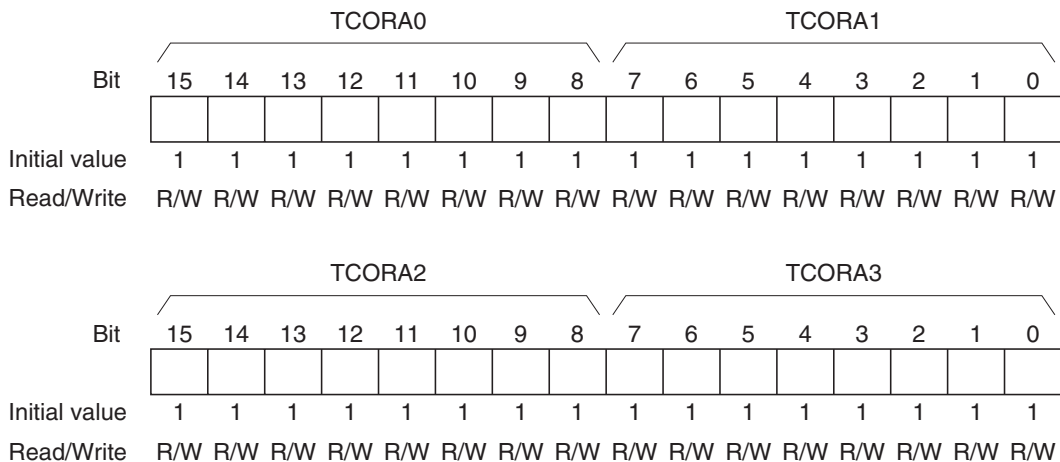 TCORA0 TCORA1
Bit 15 14 13 12 11 10 9 8 7 6 5 4 3 2 1 0
Initial value 1 1 1 1 1 1 1 1 1 1 1 1 1 1 1 1
Read/Write R/W R/W R/W R/W R/W R/W R/W R/W R/W R/W R/W R/W R/W R/W R/W R/W
TCORA2 TCORA3
Bit 15 14 13 12 11 10 9 8 7 6 5 4 3 2 1 0
Initial value 1 1 1 1 1 1 1 1 1 1 1 1 1 1 1 1
Read/Write R/W R/W R/W R/W R/W R/W R/W R/W R/W R/W R/W R/W R/W R/W R/W R/W